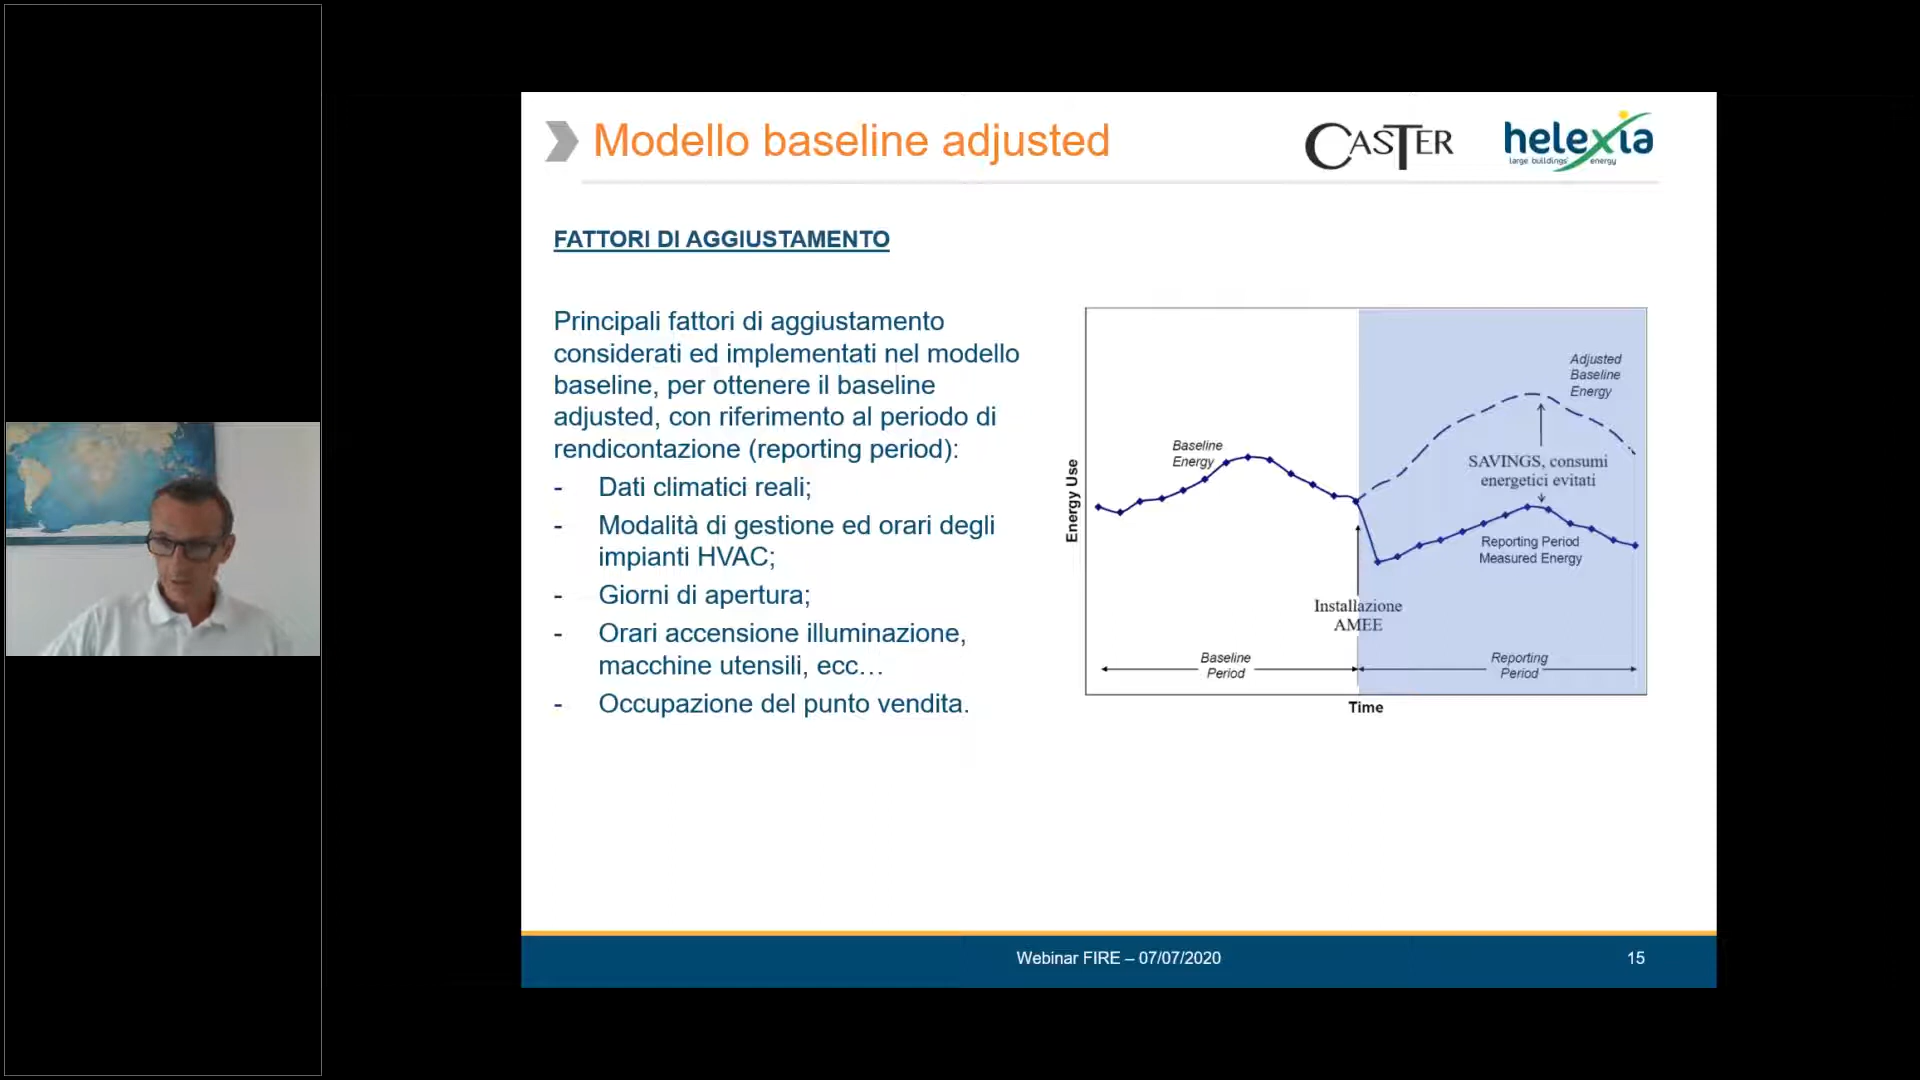 Modello baseline adjusted
CASTER
helexia
large buildings' energy
FATTORI DI AGGIUSTAMENTO
Principali fattori di aggiustamento
considerati ed implementati nel modello
baseline, per ottenere il baseline
adjusted, con riferimento al periodo di
rendicontazione (reporting period):
- Dati climatici reali;
- Modalità di gestione ed orari degli
impianti HVAC;
- Giorni di apertura;
- Orari accensione illuminazione,
macchine utensili, ecc…
- Occupazione del punto vendita.
Energy Use
Baseline
Energy
Adjusted
Baseline
Energy
SAVINGS, consumi
energetici evitati
Reporting Period
Measured Energy
Installazione
AMEE
Baseline
Period
Reporting
Period
Time
Webinar FIRE – 07/07/2020
15